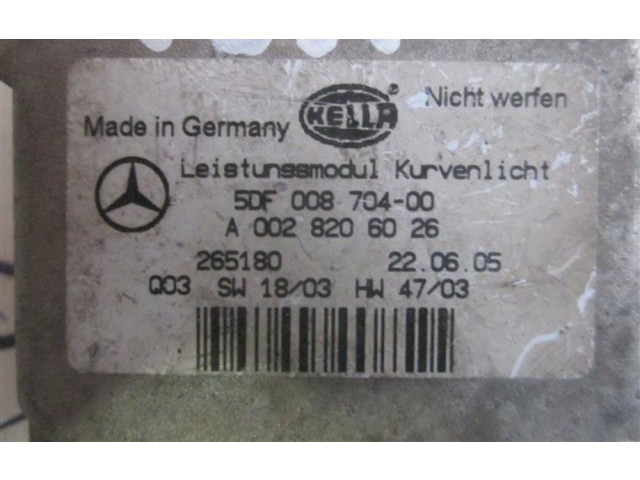 Made in Germany HELLA® Nicht werfen
Leistungsmodul Kurvenlicht
5DF 008 704-00
A 002 820 60 26
265180 22.06.05
Q03 SW 18/03 HW 47/03